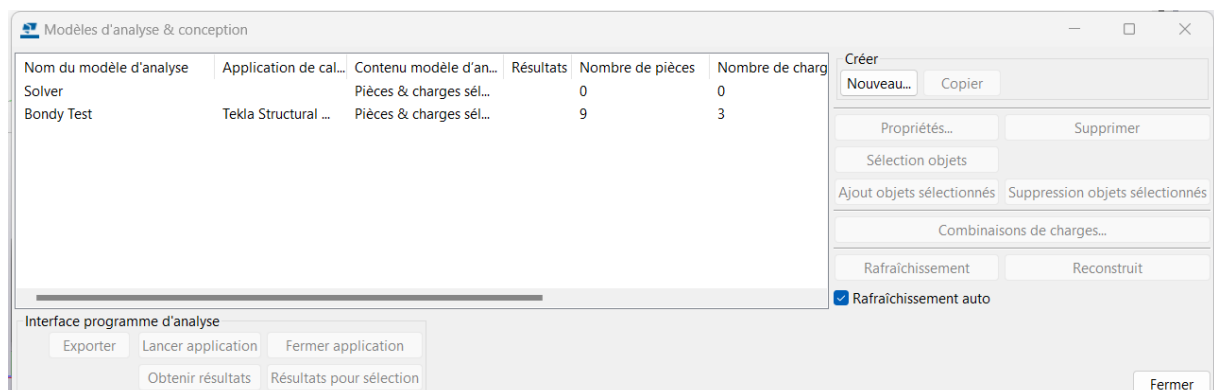 Modèles d'analyse & conception
Nom du modèle d'analyse Application de cal... Contenu modèle d'an... Résultats Nombre de pièces Nombre de charg
Solver Pièces & charges sél... 0 0
Bondy Test Tekla Structural ... Pièces & charges sél... 9 3
Créer
Nouveau... Copier
Propriétés... Supprimer
Sélection objets
Ajout objets sélectionnés Suppression objets sélectionnés
Combinaisons de charges...
Rafraîchissement Reconstruit
Rafraîchissement auto
Interface programme d'analyse
Exporter Lancer application Fermer application
Obtenir résultats Résultats pour sélection
Fermer